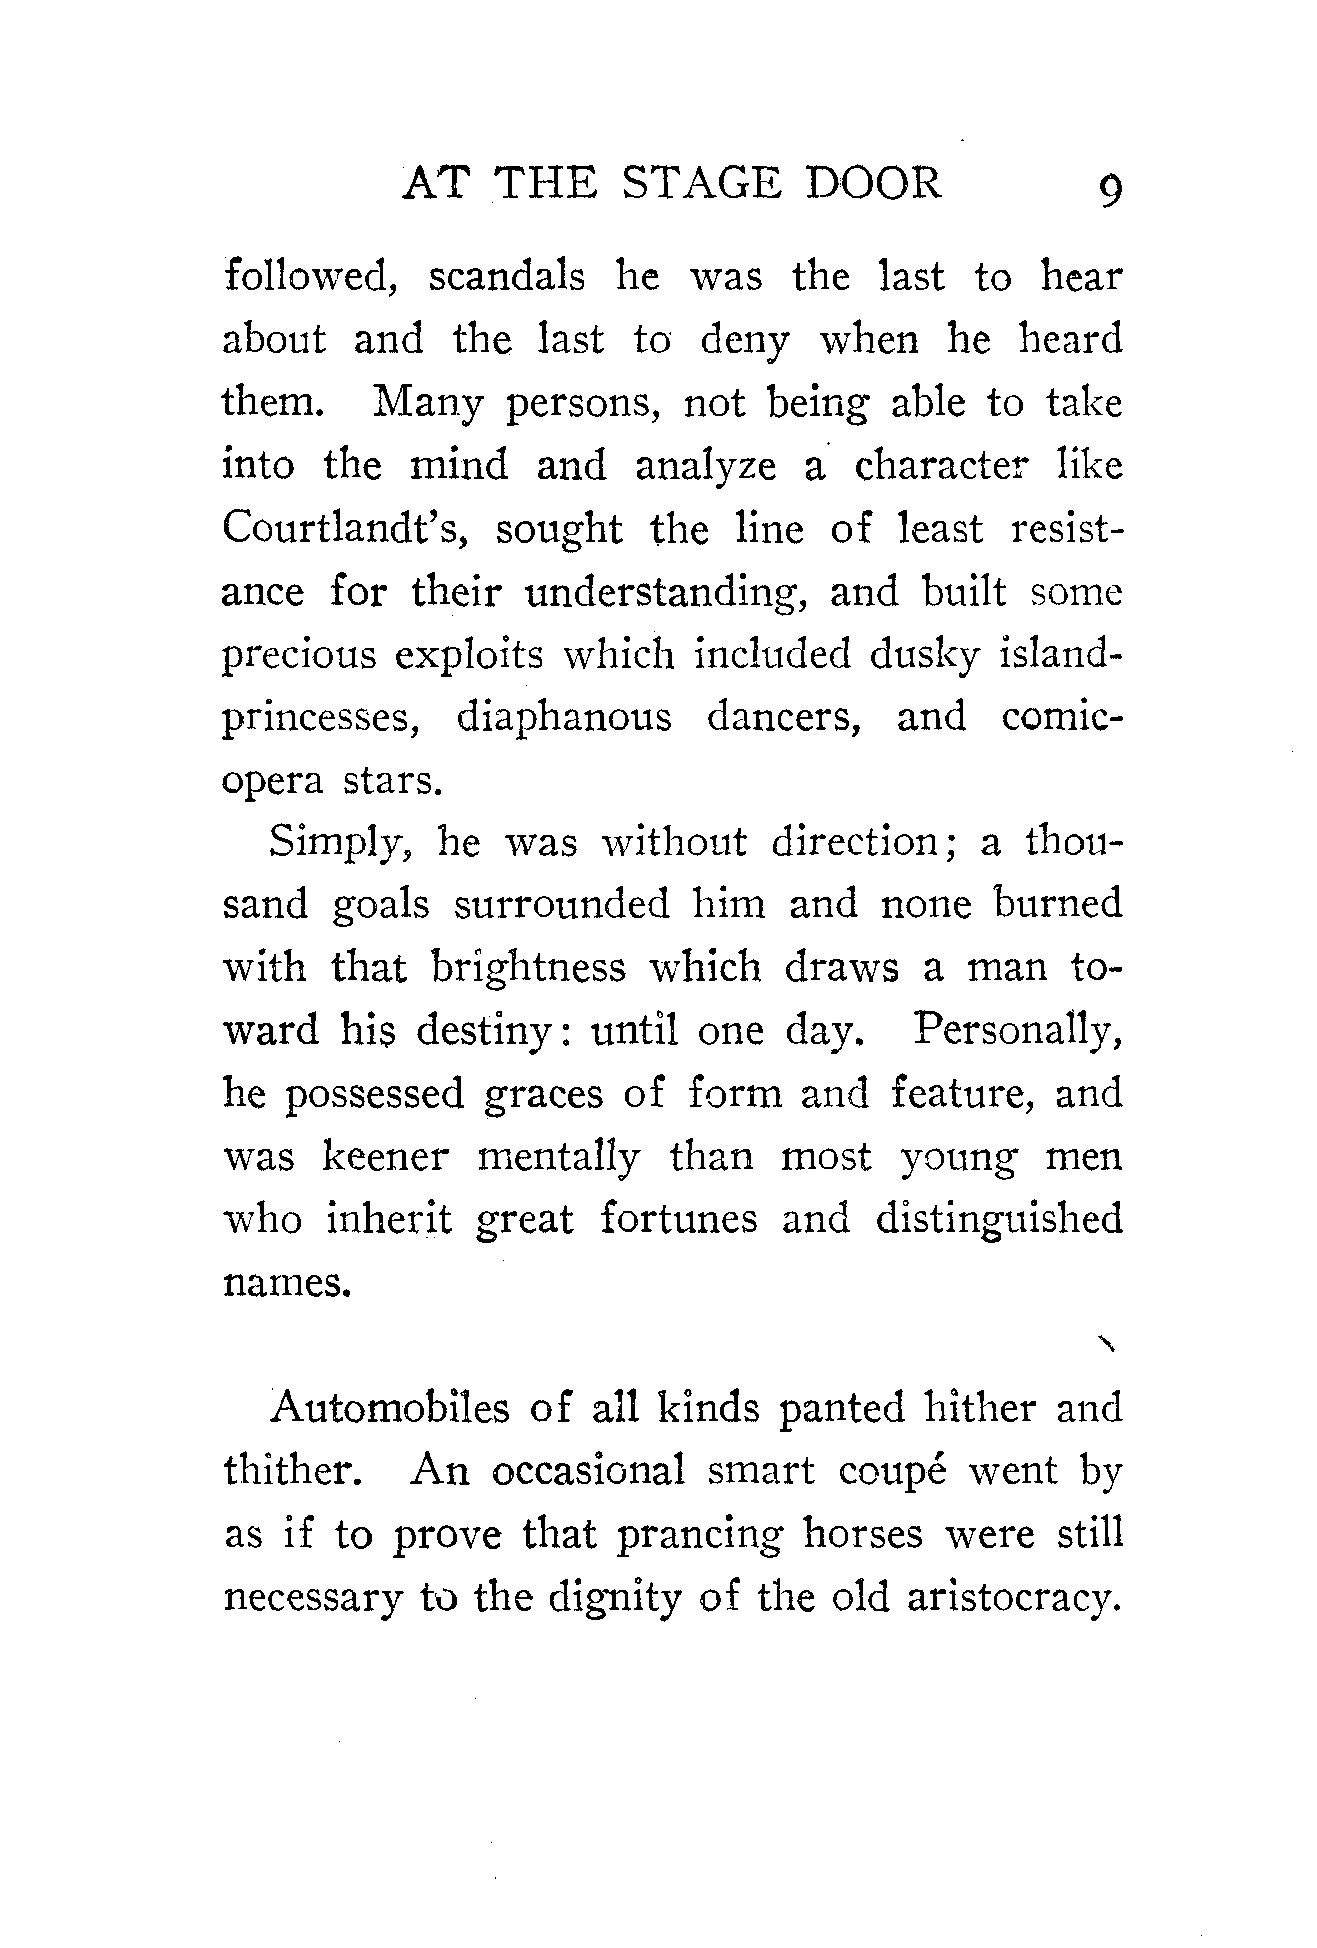 AT THE STAGE DOOR 9
followed, scandals he was the last to hear
about and the last to deny when he heard
them. Many persons, not being able to take
into the mind and analyze a character like
Courtlandt's, sought the line of least resist-
ance for their understanding, and built some
precious exploits which included dusky island-
princesses, diaphanous dancers, and comic-
opera stars.
Simply, he was without direction; a thou-
sand goals surrounded him and none burned
with that brightness which draws a man to-
ward his destiny: until one day. Personally,
he possessed graces of form and feature, and
was keener mentally than most young men
who inherit great fortunes and distinguished
names.
Automobiles of all kinds panted hither and
thither. An occasional smart coupé went by
as if to prove that prancing horses were still
necessary to the dignity of the old aristocracy.